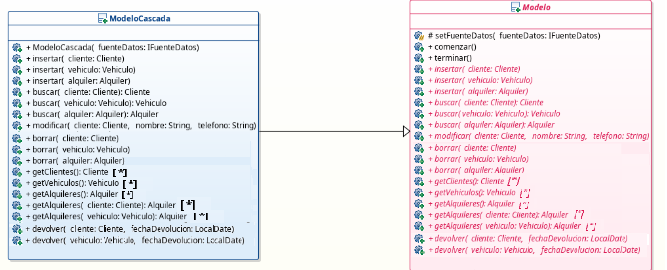 ModeloCascada
+ ModeloCascada( fuenteDatos: IFuenteDatos)
+ insertar( cliente: Cliente)
+ insertar( vehiculo: Vehiculo)
+ insertar( alquiler: Alquiler)
+ buscar( cliente: Cliente): Cliente
+ buscar( vehiculo: Vehiculo): Vehiculo
+ buscar( alquiler: Alquiler): Alquiler
+ modificar( cliente: Cliente, nombre: String, telefono: String)
+ borrar( cliente: Cliente)
+ borrar( vehiculo: Vehiculo)
+ borrar( alquiler: Alquiler)
+ getClientes(): Cliente [*]
+ getVehiculos(): Vehiculo [*]
+ getAlquileres(): Alquiler [*]
+ getAlquileres( cliente: Cliente): Alquiler [*]
+ getAlquileres( vehiculo: Vehiculo): Alquiler [*]
+ devolver( cliente: Cliente, fechaDevolucion: LocalDate)
+ devolver( vehiculo: Vehiculo, fechaDevolucion: LocalDate)
Modelo
# setFuenteDatos( fuenteDatos: IFuenteDatos)
+ comenzar()
+ terminar()
+ insertar( cliente: Cliente)
+ insertar( vehiculo: Vehiculo)
+ insertar( alquiler: Alquiler)
+ buscar( cliente: Cliente): Cliente
+ buscar( vehiculo: Vehiculo): Vehiculo
+ buscar( alquiler: Alquiler): Alquiler
+ modificar( cliente: Cliente, nombre: String, telefono: String)
+ borrar( cliente: Cliente)
+ borrar( vehiculo: Vehiculo)
+ borrar( alquiler: Alquiler)
+ getClientes(): Cliente [*]
+ getVehiculos(): Vehiculo [*]
+ getAlquileres(): Alquiler [*]
+ getAlquileres( cliente: Cliente): Alquiler [*]
+ getAlquileres( vehiculo: Vehiculo): Alquiler [*]
+ devolver( cliente: Cliente, fechaDevolucion: LocalDate)
+ devolver( vehiculo: Vehiculo, fechaDevolucion: LocalDate)